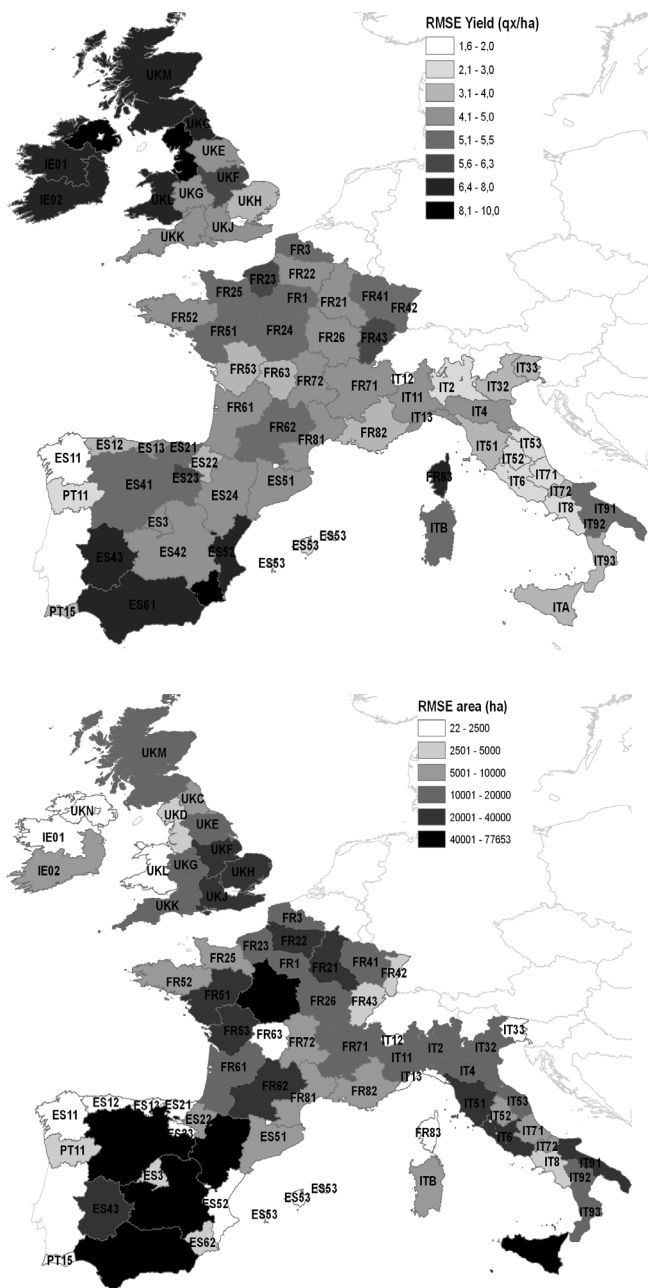 RMSE Yield (qx/ha)
1,6 - 2,0
2,1 - 3,0
3,1 - 4,0
4,1 - 5,0
5,1 - 5,5
5,6 - 6,3
6,4 - 8,0
8,1 - 10,0
UKM
UKC
IE01
UKE
IE02
UKF
UKL
UKG
UKH
UKK
UKJ
FR3
FR22
FR23
FR25
FR1
FR21
FR41
FR42
FR52
FR51
FR24
FR26
FR43
FR53
FR63
FR72
FR71
IT12
IT11
IT2
IT33
IT32
IT13
IT4
FR61
FR62
FR81
FR82
IT51
IT53
IT52
IT6
IT71
IT72
IT8
IT91
IT92
IT93
ITA
FR83
ITB
ES11
ES12
ES13
ES21
ES22
ES23
PT11
ES41
ES24
ES51
ES3
ES42
ES43
ES52
ES53
ES53
ES53
PT15
ES61
RMSE area (ha)
22 - 2500
2501 - 5000
5001 - 10000
10001 - 20000
20001 - 40000
40001 - 77653
UKM
UKC
UKN
UKD
IE01
UKE
IE02
UKF
UKL
UKG
UKH
UKK
UKJ
FR3
FR22
FR23
FR25
FR1
FR21
FR41
FR42
FR52
FR51
FR26
FR43
FR53
FR63
FR72
FR71
IT12
IT11
IT2
IT33
IT32
IT13
IT4
FR61
FR62
FR81
FR82
IT51
IT53
IT52
IT6
IT71
IT72
IT8
IT91
IT92
IT93
FR83
ITB
ES11
ES12
ES13
ES21
ES22
ES23
PT11
ES51
ES3
ES43
ES52
ES53
ES53
ES53
ES62
PT15